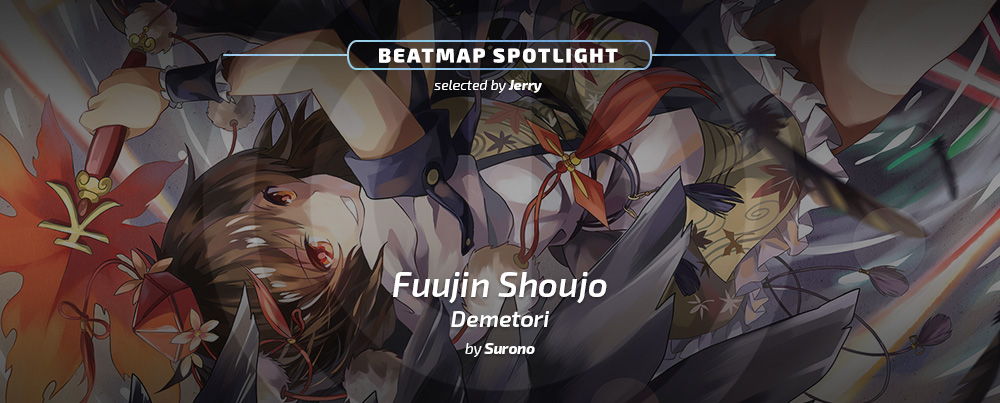 BEATMAP SPOTLIGHT
selected by Jerry
Fuujin Shoujo
Demetori
by Surono